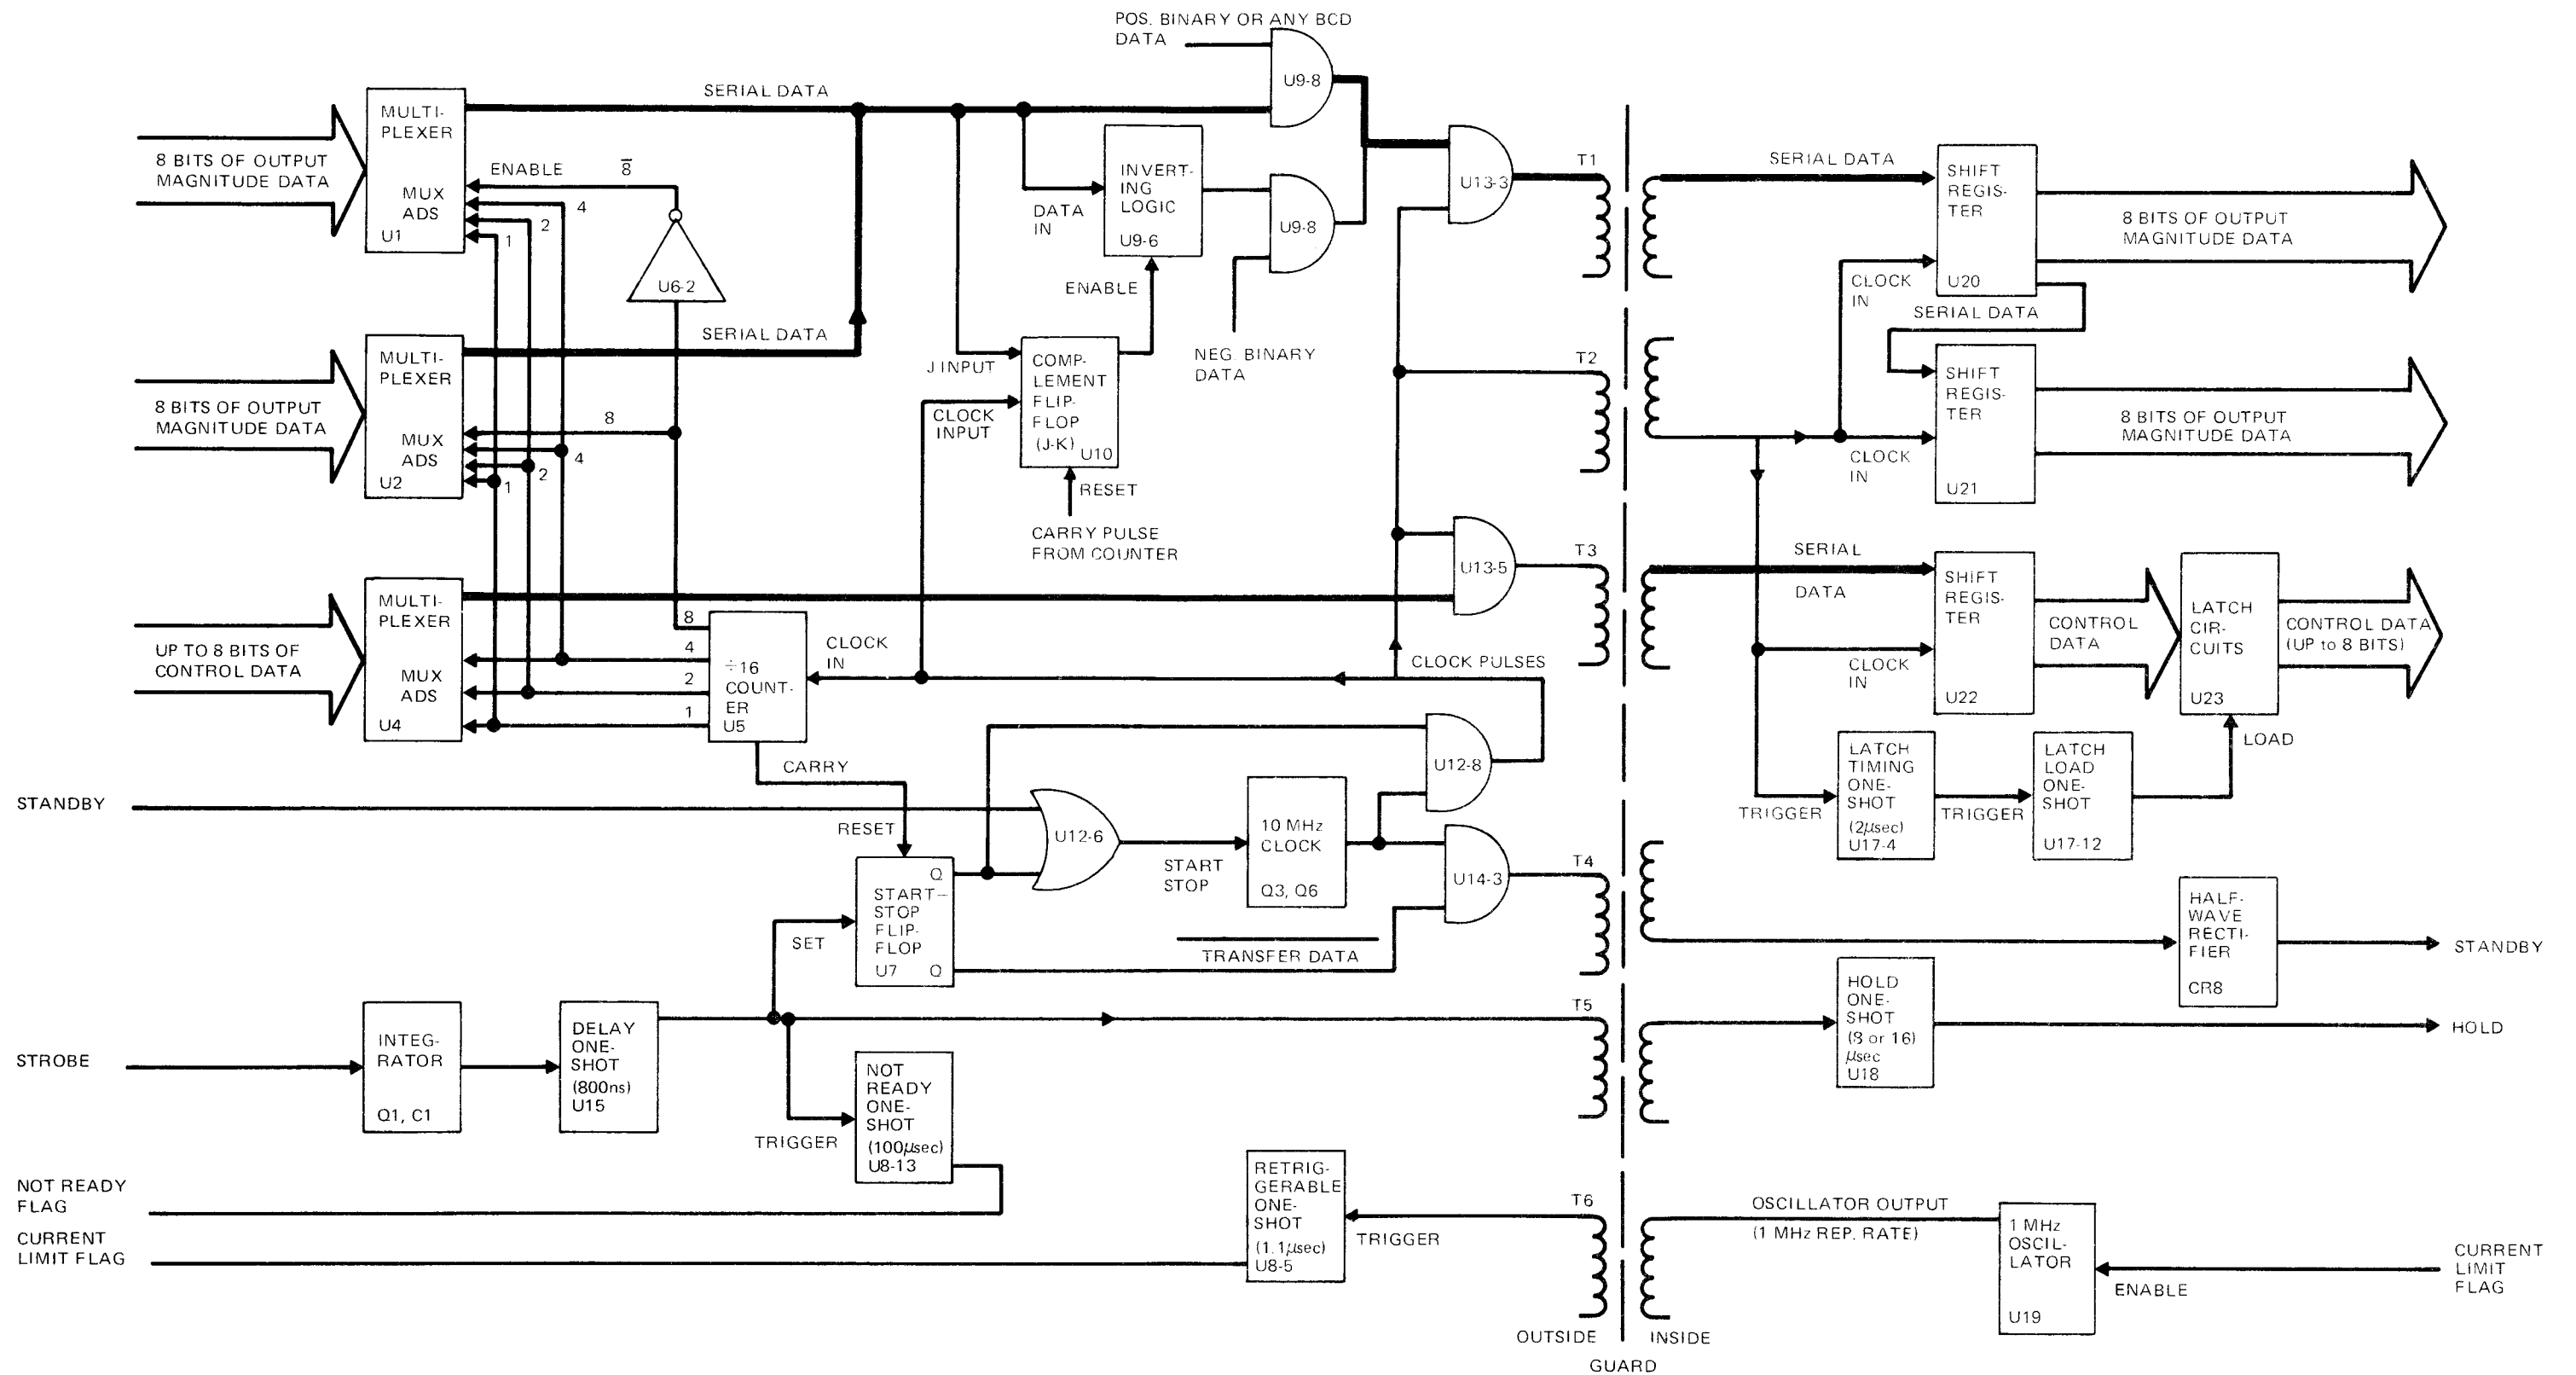 POS. BINARY OR ANY BCD
DATA
U9-8
SERIAL DATA
MULTI-
PLEXER
MUX
ADS
U1
8 BITS OF OUTPUT
MAGNITUDE DATA
ENABLE
8̅
4
2
1
U6-2
INVERT-
ING
LOGIC
U9-6
DATA
IN
ENABLE
U9-8
NEG. BINARY
DATA
U13-3
T1
SERIAL DATA
SHIFT
REGIS-
TER
U20
8 BITS OF OUTPUT
MAGNITUDE DATA
CLOCK
IN
SERIAL DATA
SERIAL DATA
MULTI-
PLEXER
MUX
ADS
U2
8 BITS OF OUTPUT
MAGNITUDE DATA
8
4
2
1
J INPUT
CLOCK
INPUT
COMP-
LEMENT
FLIP-
FLOP
(J-K)
U10
RESET
CARRY PULSE
FROM COUNTER
T2
SHIFT
REGIS-
TER
U21
CLOCK
IN
8 BITS OF OUTPUT
MAGNITUDE DATA
MULTI-
PLEXER
MUX
ADS
U4
UP TO 8 BITS OF
CONTROL DATA
8
4
2
1
÷16
COUNT-
ER
U5
CLOCK
IN
CLOCK PULSES
U13-5
T3
SERIAL
DATA
SHIFT
REGIS-
TER
U22
CLOCK
IN
CONTROL
DATA
LATCH
CIR-
CUITS
U23
CONTROL DATA
(UP to 8 BITS)
LOAD
CARRY
RESET
STANDBY
U12-6
START
STOP
10 MHz
CLOCK
Q3, Q6
U12-8
U14-3
T4
TRIGGER
LATCH
TIMING
ONE-
SHOT
(2μsec)
U17-4
TRIGGER
LATCH
LOAD
ONE-
SHOT
U17-12
Q
START-
STOP
FLIP-
FLOP
U7
Q
SET
TRANSFER DATA
HALF-
WAVE
RECTI-
FIER
CR8
STANDBY
STROBE
INTEG-
RATOR
Q1, C1
DELAY
ONE-
SHOT
(800ns)
U15
T5
HOLD
ONE-
SHOT
(8 or 16)
μsec
U18
HOLD
TRIGGER
NOT
READY
ONE-
SHOT
(100μsec)
U8-13
NOT READY
FLAG
CURRENT
LIMIT FLAG
RETRIG-
GERABLE
ONE-
SHOT
(1.1μsec)
U8-5
TRIGGER
T6
OSCILLATOR OUTPUT
(1 MHz REP. RATE)
1 MHz
OSCIL-
LATOR
U19
ENABLE
CURRENT
LIMIT
FLAG
OUTSIDE
INSIDE
GUARD